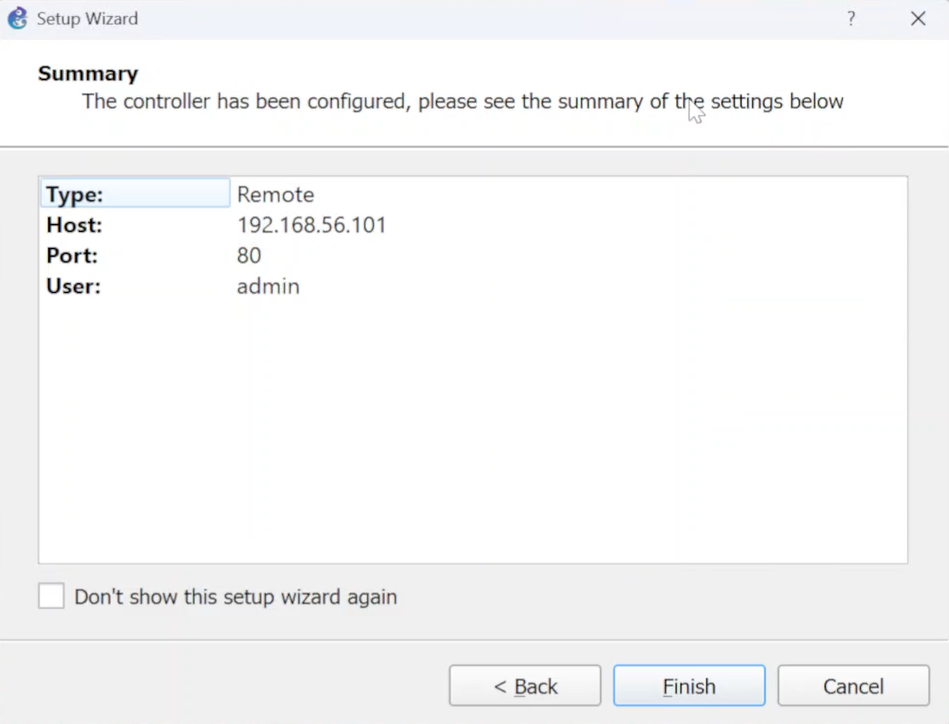 Setup Wizard ?
Summary
The controller has been configured, please see the summary of the settings below
Type: Remote
Host: 192.168.56.101
Port: 80
User: admin
Don't show this setup wizard again
< Back Finish Cancel